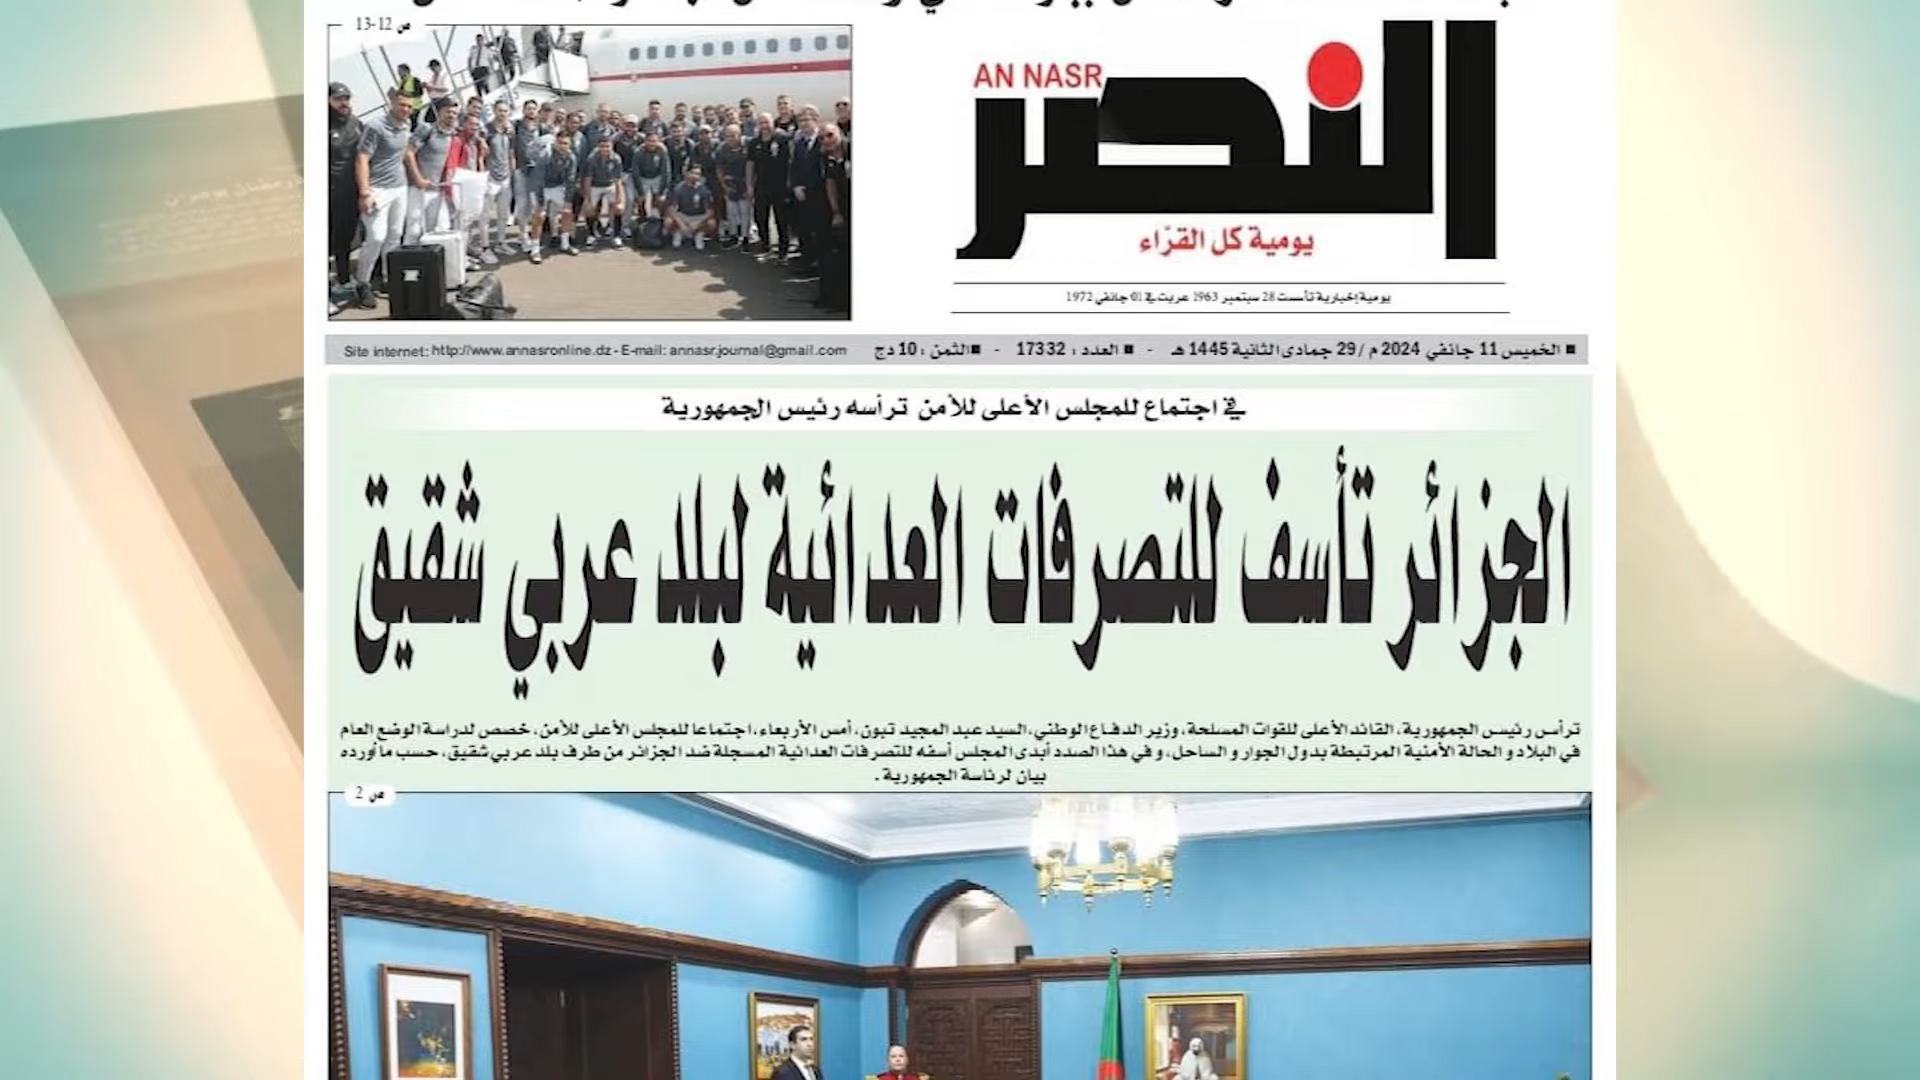 ص 12-13
AN NASR
النصر
يومية كل القرّاء
يومية إخبارية تأسست 28 سبتمبر 1963 عربت في 01 جانفي 1972
■ الخميس 11 جانفي 2024 م / 29 جمادى الثانية 1445 هـ - ■ العدد : 17332 - ■ الثمن : 10 دج
Site internet: http://www.annasronline.dz - E-mail: annasr.journal@gmail.com
في اجتماع للمجلس الأعلى للأمن ترأسه رئيس الجمهورية
الجزائر تأسف للتصرفات العدائية لبلد عربي شقيق
ترأس رئيس الجمهورية، القائد الأعلى للقوات المسلحة، وزير الدفاع الوطني، السيد عبد المجيد تبون، أمس الأربعاء، اجتماعا للمجلس الأعلى للأمن، خصص لدراسة الوضع العام
في البلاد و الحالة الأمنية المرتبطة بدول الجوار و الساحل، و في هذا الصدد أبدى المجلس أسفه للتصرفات العدائية المسجلة ضد الجزائر من طرف بلد عربي شقيق، حسب ما أورده
بيان لرئاسة الجمهورية .
ص 2